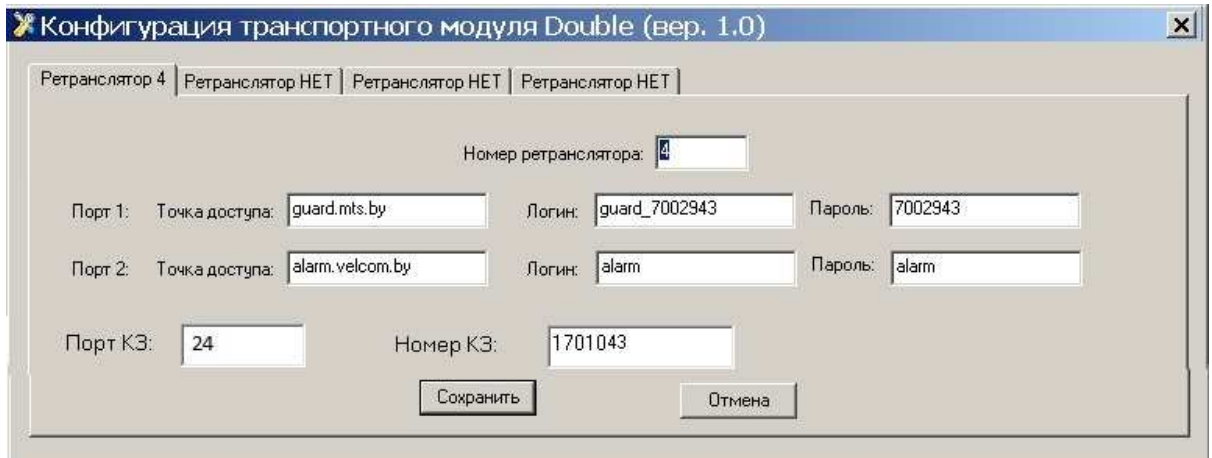 Конфигурация транспортного модуля Double (вер. 1.0)
Ретранслятор 4 Ретранслятор НЕТ Ретранслятор НЕТ Ретранслятор НЕТ
Номер ретранслятора: 4
Порт 1: Точка доступа: guard.mts.by Логин: guard_7002943 Пароль: 7002943
Порт 2: Точка доступа: alarm.velcom.by Логин: alarm Пароль: alarm
Порт КЗ: 24 Номер КЗ: 1701043
Сохранить Отмена